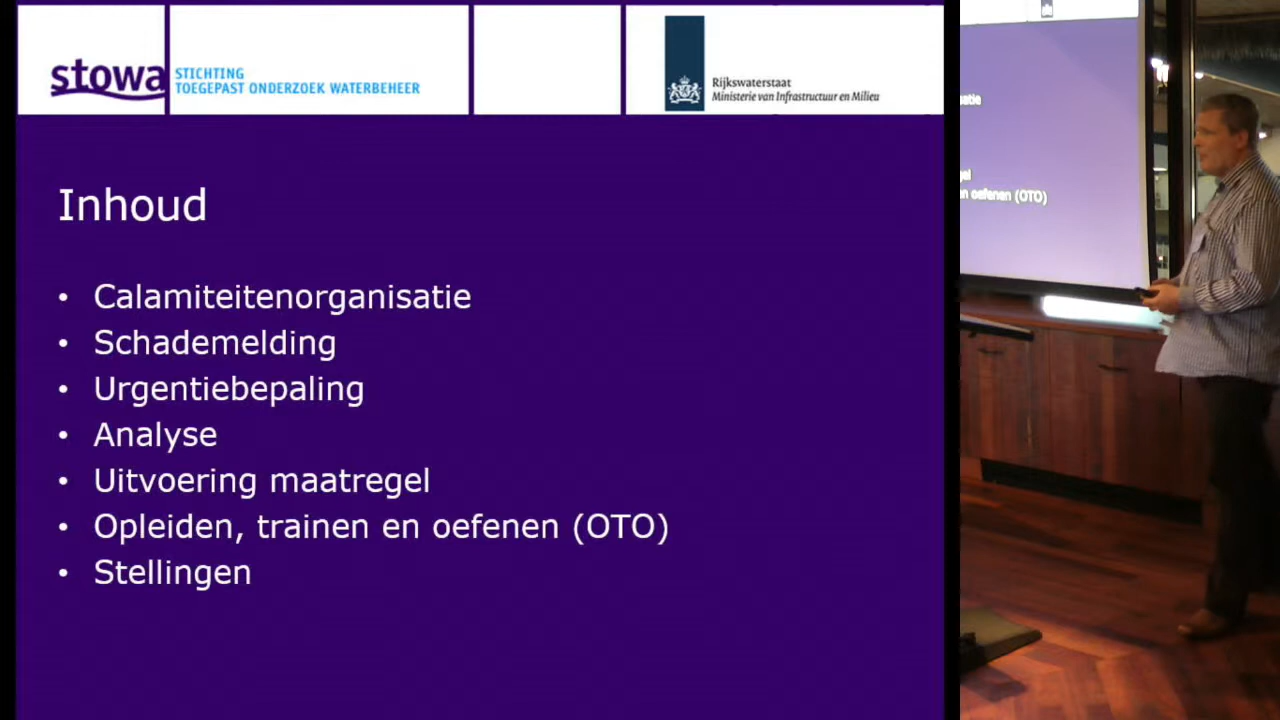 stowa
STICHTING
TOEGEPAST ONDERZOEK WATERBEHEER
Rijkswaterstaat
Ministerie van Infrastructuur en Milieu
Inhoud
• Calamiteitenorganisatie
• Schademelding
• Urgentiebepaling
• Analyse
• Uitvoering maatregel
• Opleiden, trainen en oefenen (OTO)
• Stellingen
oefenen (OTO)